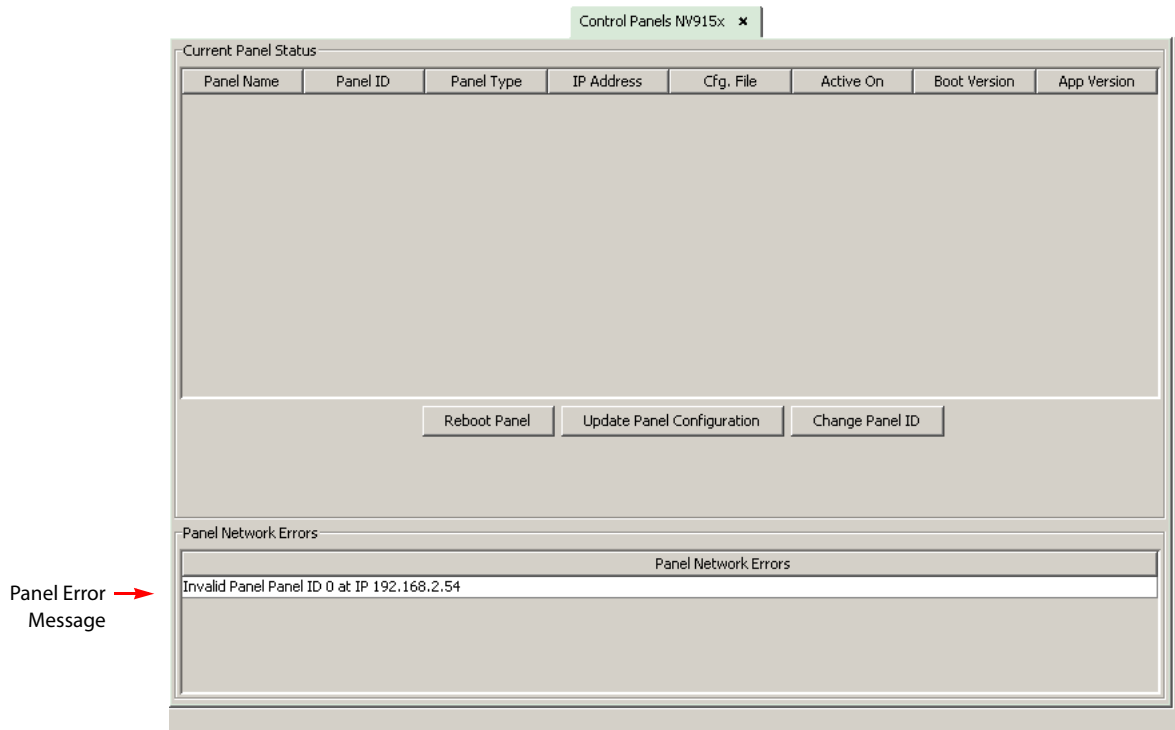 Control Panels NV915x
Current Panel Status
Panel Name Panel ID Panel Type IP Address Cfg. File Active On Boot Version App Version
Reboot Panel Update Panel Configuration Change Panel ID
Panel Network Errors
Panel Network Errors
Invalid Panel Panel ID 0 at IP 192.168.2.54
Panel Error
Message